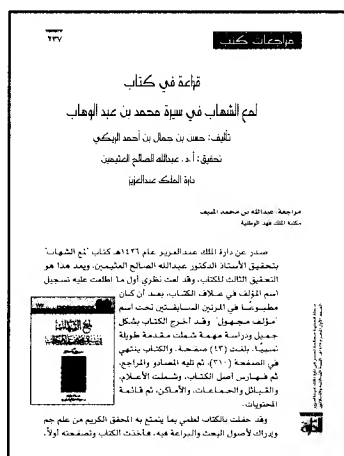 مراجعات كتب
٢٣٧
قراءة في كتاب
لمع الشهاب في سيرة محمد بن عبد الوهاب
تأليف: حسن بن جمال بن أحمد الريكي
تحقيق: أ.د. عبدالله الصالح العثيمين
دارة الملك عبدالعزيز
مراجعة: عبدالله بن محمد المنيف
مكتبة الملك فهد الوطنية
صدر عن دارة الملك عبدالعزيز عام ١٤٢٦هـ كتاب "لمع الشهاب"
بتحقيق الأستاذ الدكتور عبدالله الصالح العثيمين، ويعد هذا هو
التحقيق الثالث للكتاب، وقد لفت نظري أول ما اطلعت عليه تسجيل
اسم المؤلف في غلاف الكتاب، بعد أن كان
مطبوعًا في المرتين السابقتين تحت اسم
"مؤلف مجهول" وقد أخرج الكتاب بشكل
جميل ودراسة مهمة شملت مقدمة طويلة
نسبيًا، بلغت (٤٣) صفحة، والكتاب ينتهي
في الصفحة (٣١٠)، ثم تليه المصادر والمراجع،
ثم فهارس أصل الكتاب، وشملت الأعلام،
والقبائل والجماعات، والأماكن، ثم قائمة
المحتويات.
وقد حفلت بالكتاب لعلمي بما يتمتع به المحقق الكريم من علم جم
وإدراك لأصول البحث والبراعة فيه، فأخذت الكتاب وتصفحته أولاً،